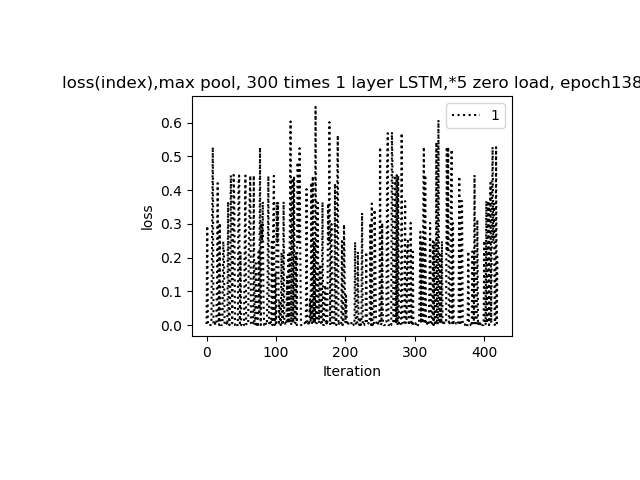 loss(index),max pool, 300 times 1 layer LSTM,*5 zero load, epoch138
1
0.6
0.5
0.4
0.3
0.2
0.1
0.0
loss
0 100 200 300 400
Iteration